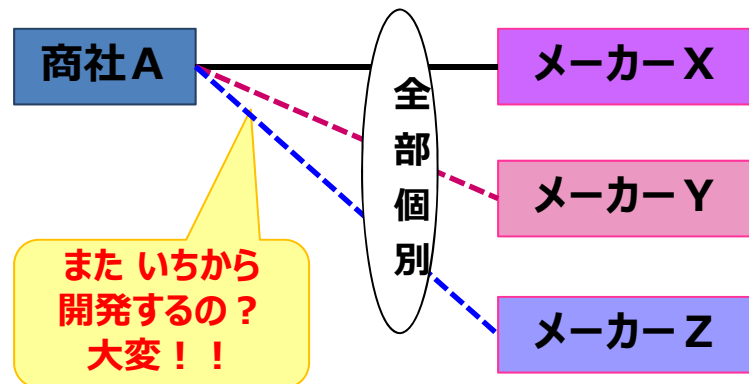 商社A
メーカーX
全部個別
メーカーY
また いちから
開発するの？
大変！！
メーカーZ